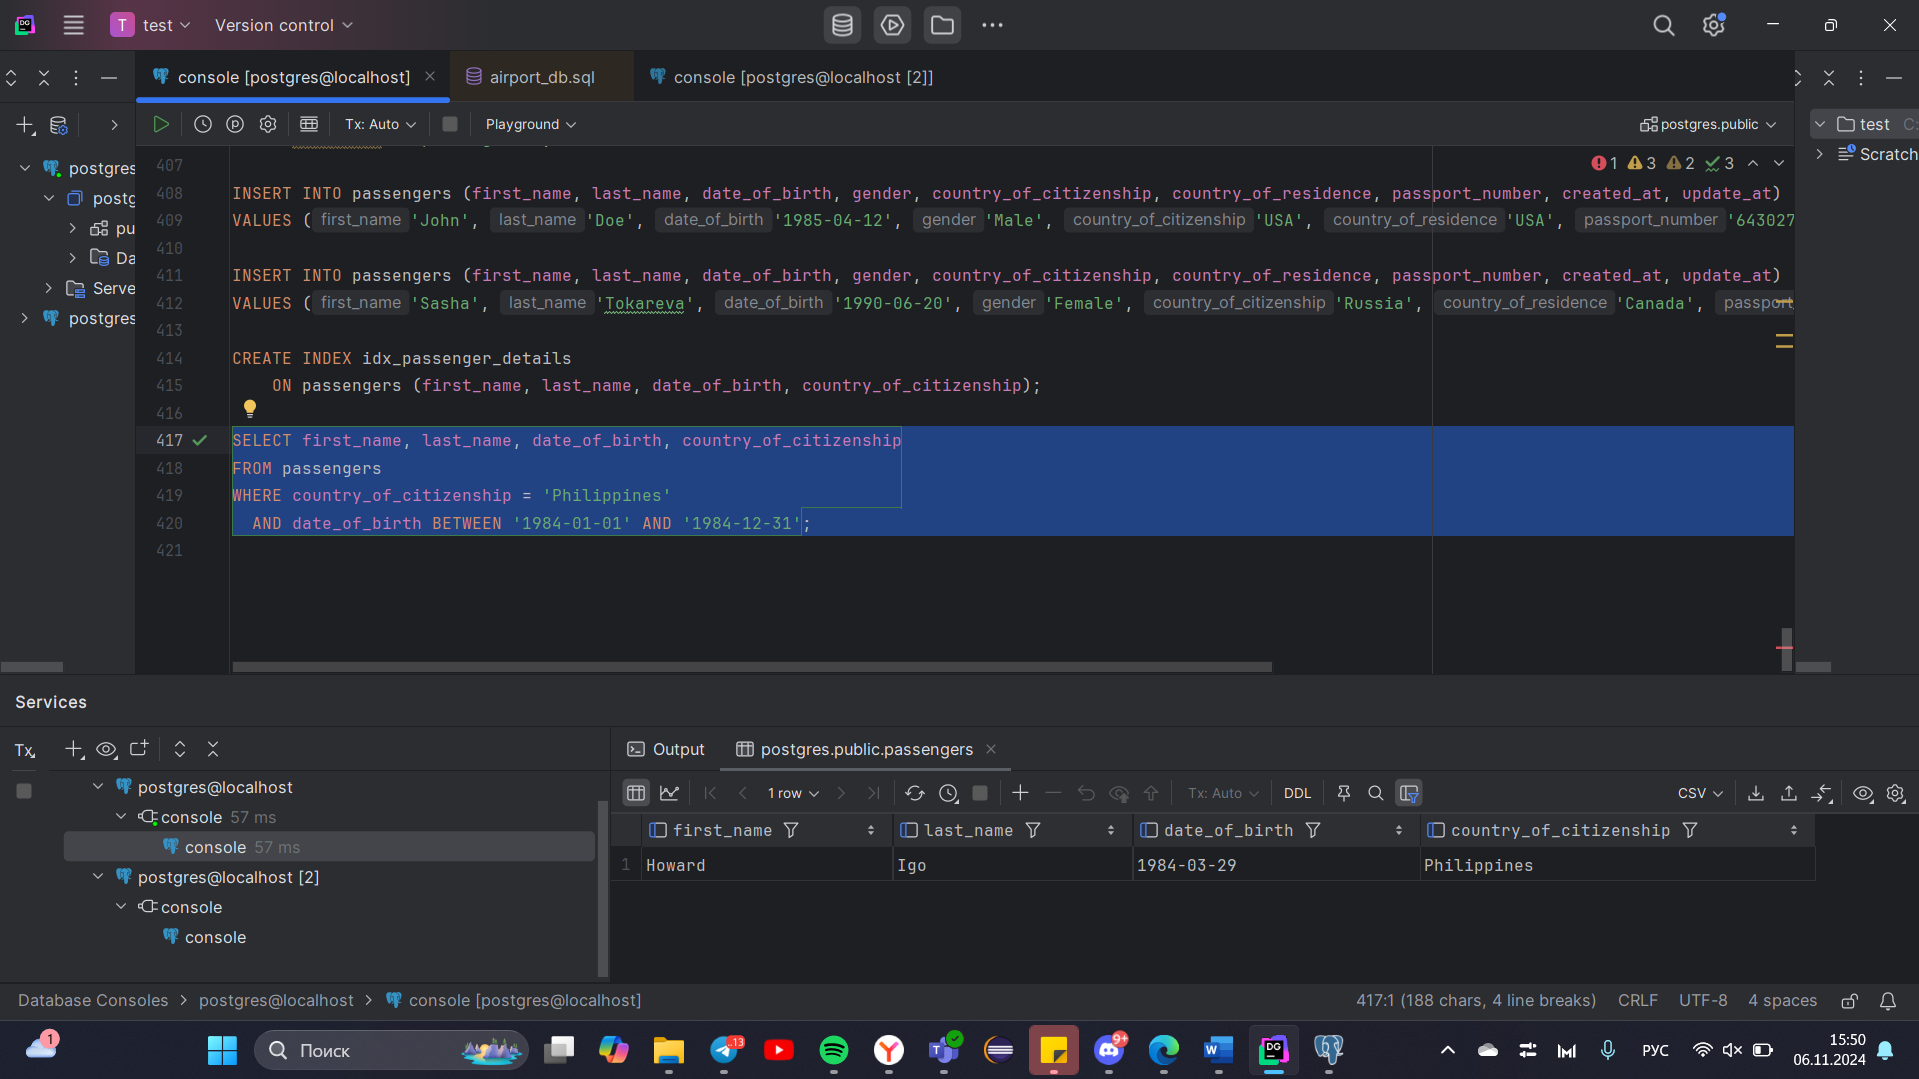 T test Version control
console [postgres@localhost] airport_db.sql console [postgres@localhost [2]]
Tx: Auto Playground postgres.public
test C:
Scratch
postgres
postg
pu
Da
Serve
postgres
1 3 2 3
407
408 INSERT INTO passengers (first_name, last_name, date_of_birth, gender, country_of_citizenship, country_of_residence, passport_number, created_at, update_at)
409 VALUES ( first_name 'John', last_name 'Doe', date_of_birth '1985-04-12', gender 'Male', country_of_citizenship 'USA', country_of_residence 'USA', passport_number '643027
410
411 INSERT INTO passengers (first_name, last_name, date_of_birth, gender, country_of_citizenship, country_of_residence, passport_number, created_at, update_at)
412 VALUES ( first_name 'Sasha', last_name 'Tokareva', date_of_birth '1990-06-20', gender 'Female', country_of_citizenship 'Russia', country_of_residence 'Canada', passport
413
414 CREATE INDEX idx_passenger_details
415 ON passengers (first_name, last_name, date_of_birth, country_of_citizenship);
416
417 SELECT first_name, last_name, date_of_birth, country_of_citizenship
418 FROM passengers
419 WHERE country_of_citizenship = 'Philippines'
420 AND date_of_birth BETWEEN '1984-01-01' AND '1984-12-31';
421
Services
Tx
postgres@localhost
console 57 ms
console 57 ms
postgres@localhost [2]
console
console
Output postgres.public.passengers
1 row Tx: Auto DDL CSV
first_name last_name date_of_birth country_of_citizenship
1 Howard Igo 1984-03-29 Philippines
Database Consoles > postgres@localhost > console [postgres@localhost] 417:1 (188 chars, 4 line breaks) CRLF UTF-8 4 spaces
1 Поиск ..13 9+ РУС 15:50
06.11.2024